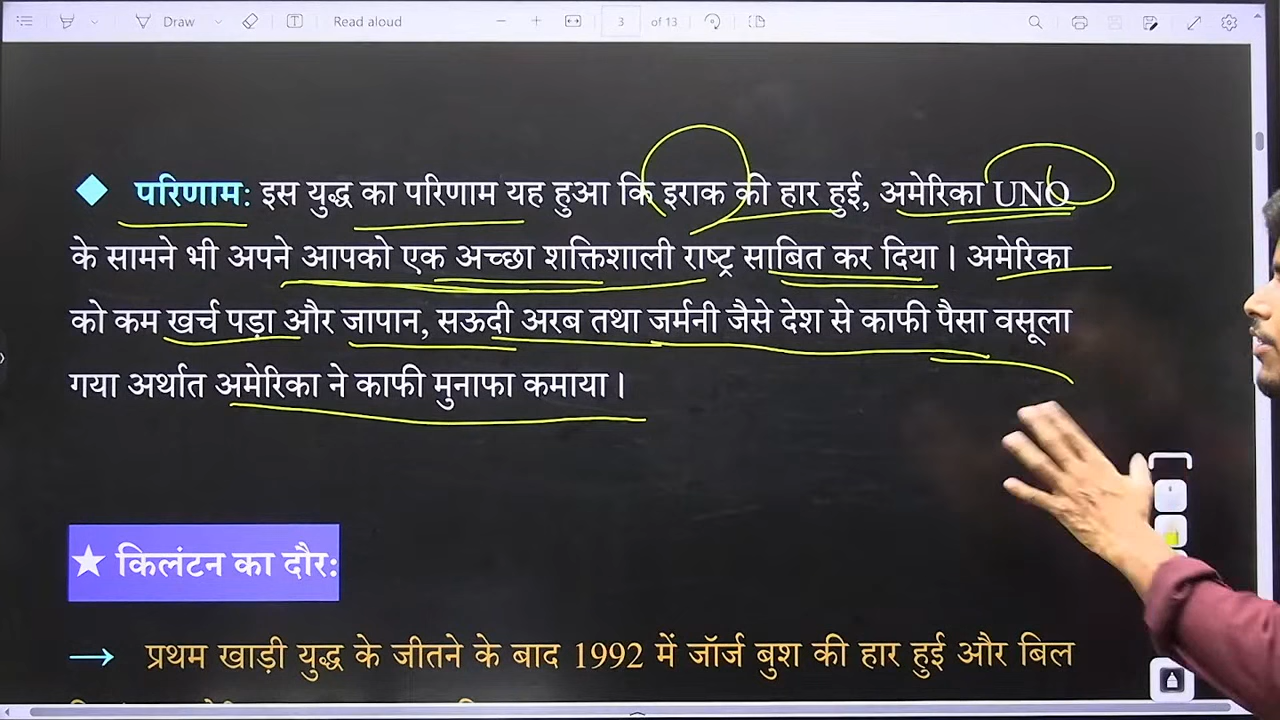 Draw
Read aloud
3 of 13
परिणाम: इस युद्ध का परिणाम यह हुआ कि इराक की हार हुई, अमेरिका UNO
के सामने भी अपने आपको एक अच्छा शक्तिशाली राष्ट्र साबित कर दिया। अमेरिका
को कम खर्च पड़ा और जापान, सऊदी अरब तथा जर्मनी जैसे देश से काफी पैसा वसूला
गया अर्थात अमेरिका ने काफी मुनाफा कमाया।
★ किलंटन का दौर:
→ प्रथम खाड़ी युद्ध के जीतने के बाद 1992 में जॉर्ज बुश की हार हुई और बिल